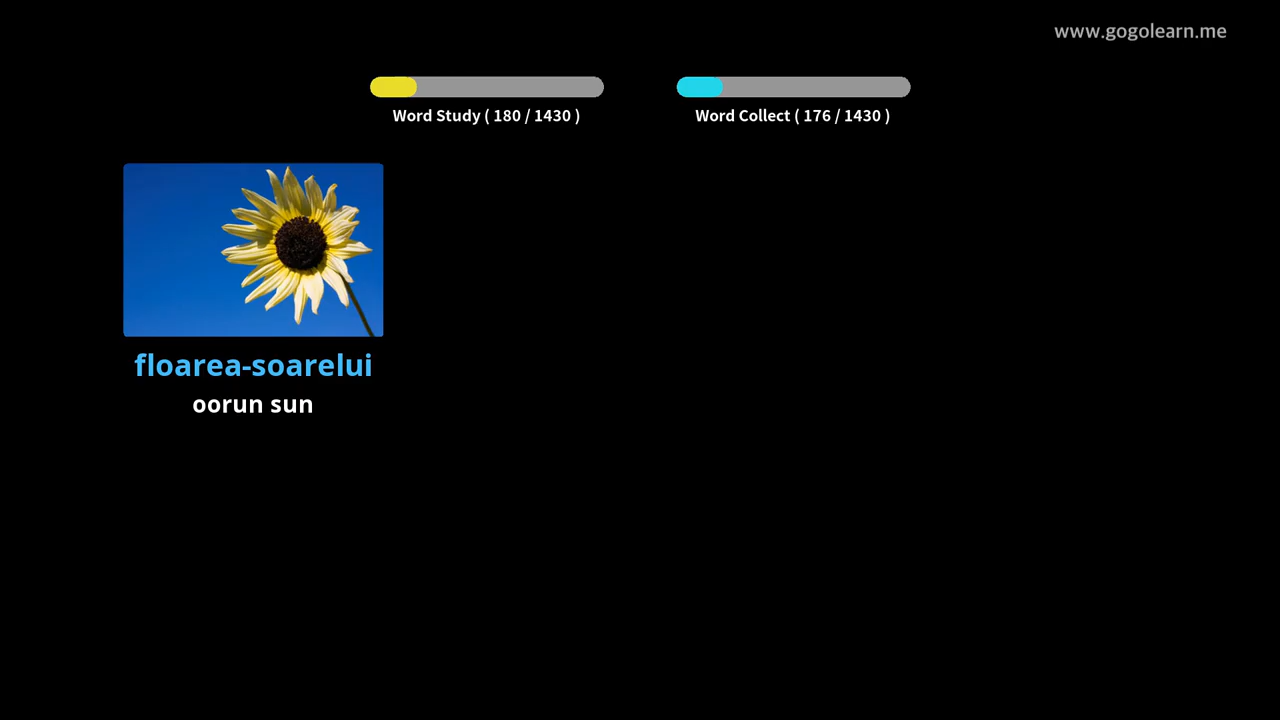 www.gogolearn.me
Word Study ( 180 / 1430 )
Word Collect ( 176 / 1430 )
floarea-soarelui
oorun sun